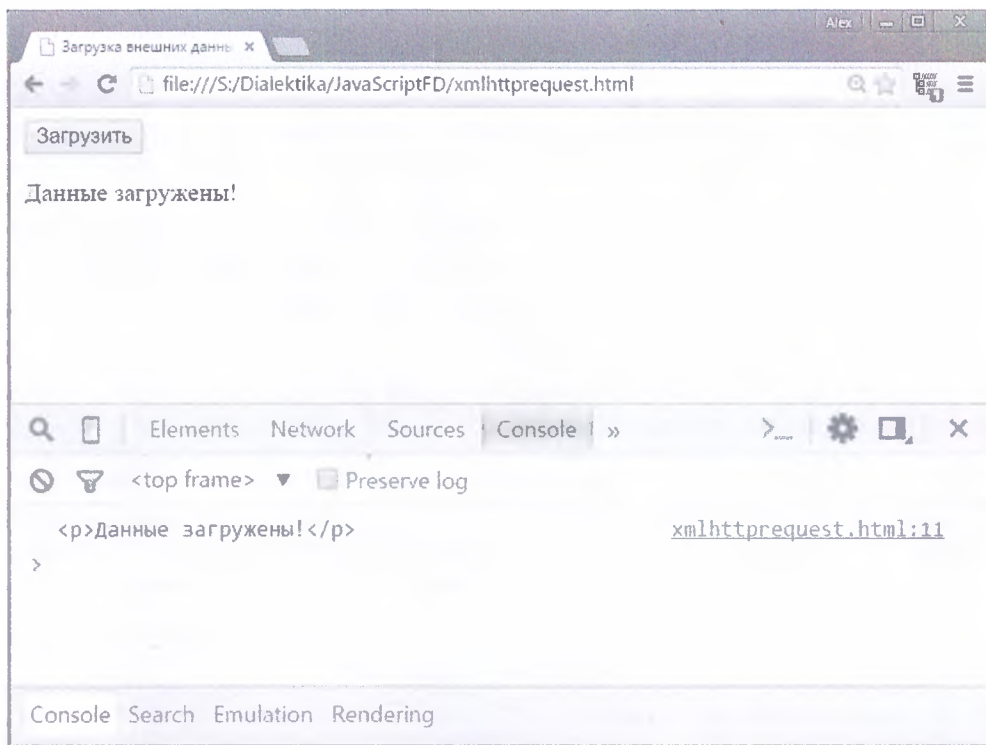 Alex
Загрузка внешних данн
file:///S:/Dialektika/JavaScriptFD/xmlhttprequest.html
Загрузить
Данные загружены!
Elements Network Sources Console »
<top frame> ▼ Preserve log
<p>Данные загружены!</p> xmlhttprequest.html:11
>
Console Search Emulation Rendering